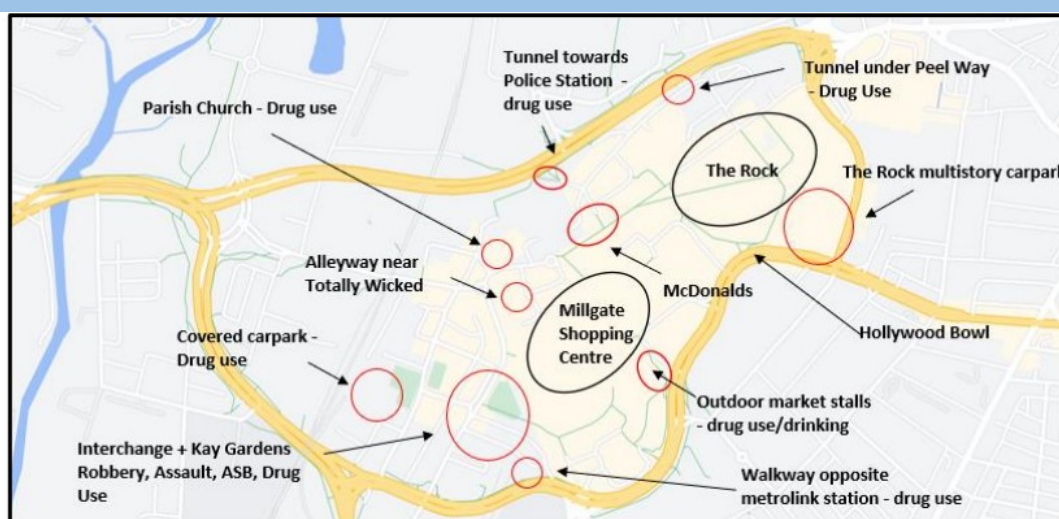 Tunnel towards
Police Station -
drug use
Tunnel under Peel Way
- Drug Use
Parish Church - Drug use
The Rock
The Rock multistory carpark
Alleyway near
Totally Wicked
McDonalds
Millgate
Shopping
Centre
Hollywood Bowl
Covered carpark -
Drug use
Outdoor market stalls
- drug use/drinking
Interchange + Kay Gardens
Robbery, Assault, ASB, Drug
Use
Walkway opposite
metrolink station - drug use